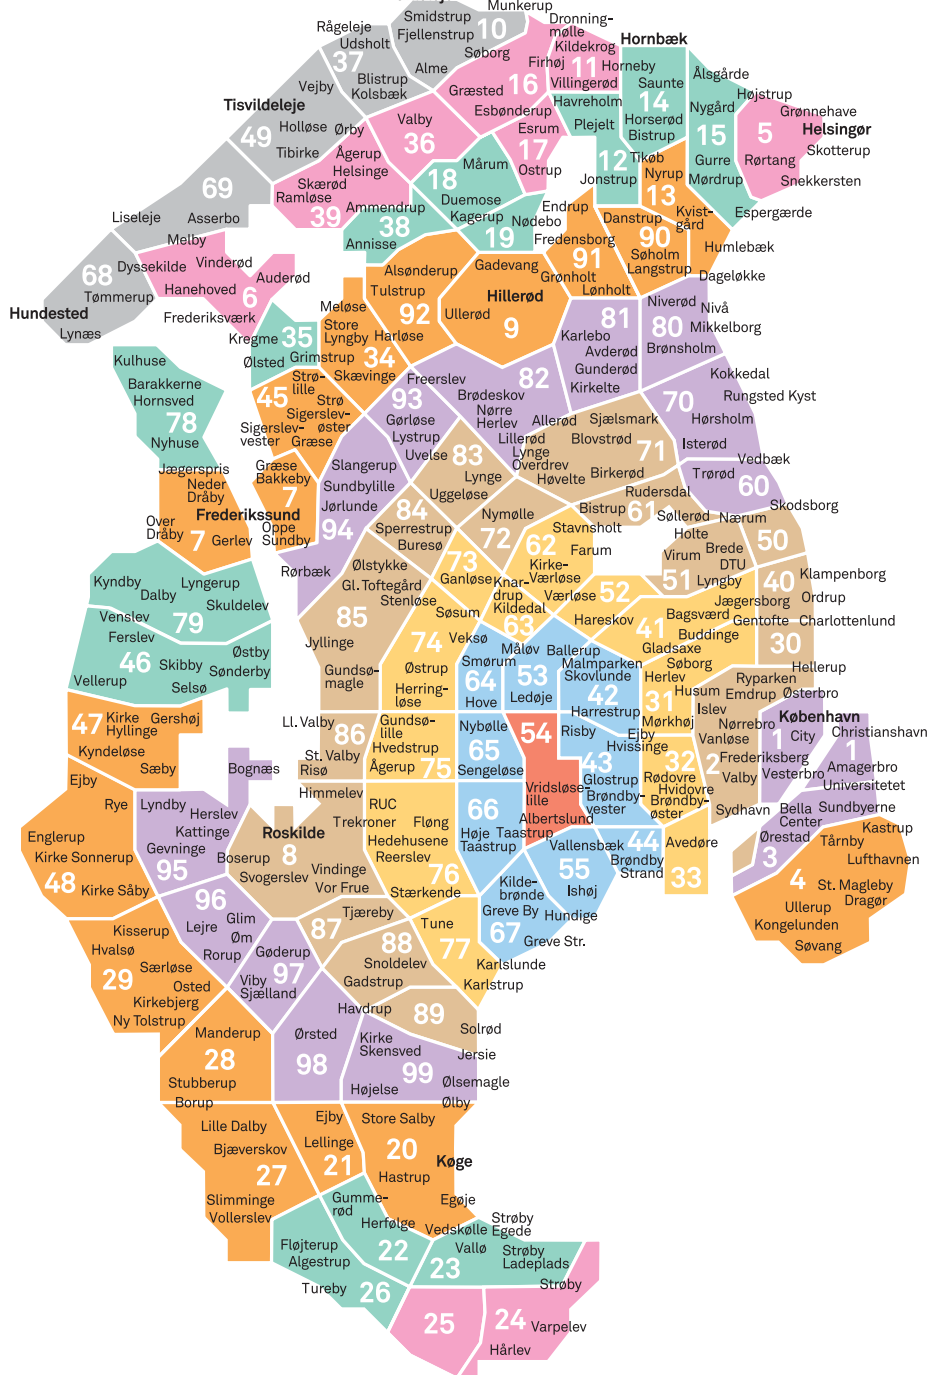 Munkerup
Smidstrup
10
Dronning-
mølle
Rågeleje
Fjellenstrup
Udsholt
Søborg
Kildekrog
Hornbæk
37
Alme
Firhøj
11
Horneby
Ålsgårde
Vejby
Blistrup
Kolsbæk
16
Villingerød
Saunte
Højstrup
Græsted
Havreholm
14
Nygård
Grønnehave
Tisvildeleje
Esbønderup
Horserød
Bistrup
5
Helsingør
49
Holløse
Ørby
Valby
Esrum
Plejelt
15
Skotterup
36
17
12
Tikøb
Gurre
Rørtang
Tibirke
Ågerup
Helsinge
Mårum
Ostrup
Jonstrup
Nyrup
Mørdrup
Snekkersten
69
Skærød
Ramløse
18
13
39
Ammendrup
Duemose
Endrup
Danstrup
Kvist-
gård
Espergærde
Liseleje
Asserbo
38
Kagerup
Nødebo
90
Melby
Annisse
19
Fredensborg
Søholm
Langstrup
Humlebæk
68
Dyssekilde
Vinderød
Auderød
Alsønderup
Gadevang
91
Grønholt
Dageløkke
Tømmerup
Hanehoved
6
Tulstrup
Hillerød
Lønholt
Hundested
Frederiksværk
Meløse
92
Ullerød
9
81
Niverød
Nivå
Lynæs
Store
Lyngby
Harløse
Karlebo
80
Mikkelborg
Kregme
35
34
Avderød
Brønsholm
Kulhuse
Ølsted
Grimstrup
Skævinge
Gunderød
Kirkelte
Kokkedal
Barakkerne
Hornsved
45
Strø-
lille
Freerslev
82
70
Rungsted Kyst
Strø
93
Brødeskov
Hørsholm
78
Sigerslev-
øster
Gørløse
Nørre
Herlev
Allerød
Sjælsmark
Nyhuse
Sigerslev-
vester
Græse
Lystrup
Lillerød
Blovstrød
71
Isterød
Jægerspris
Græse
Bakkeby
Slangerup
Uvelse
83
Lynge
Overdrev
Vedbæk
Neder
Dråby
7
Sundbylille
Lynge
Høvelte
Birkerød
Trørød
60
Frederikssund
Jørlunde
Uggeløse
Rudersdal
Skodsborg
Over
Dråby
7
Gerlev
Oppe
Sundby
94
84
Nymølle
Bistrup
61
Søllerød
Nærum
Sperrestrup
72
Stavnsholt
Holte
50
Buresø
62
Farum
Brede
Kyndby
Lyngerup
Rørbæk
Ølstykke
73
Kirke-
Værløse
Virum
DTU
Klampenborg
Dalby
Gl. Toftegård
Ganløse
Knar-
drup
Værløse
52
51
Lyngby
40
Ordrup
Skuldelev
85
Stenløse
Kildedal
Jægersborg
Venslev
79
Søsum
63
Hareskov
Bagsværd
Gentofte
Charlottenlund
Ferslev
Jyllinge
74
Veksø
Måløv
Ballerup
41
Buddinge
30
46
Skibby
Østby
Smørum
53
Malmparken
Gladsaxe
Hellerup
Vellerup
Selsø
Sønderby
Gundsø-
magle
Østrup
64
Skovlunde
Søborg
Ryparken
Herring-
løse
Hove
Ledøje
42
Herlev
Husum
Emdrup
Østerbro
47
Kirke
Hyllinge
Gershøj
Ll. Valby
Gundsø-
lille
Harrestrup
31
Islev
København
Kyndeløse
86
Nybølle
54
Risby
Mørkhøj
Nørrebro
1
City
Christianshavn
Sæby
St.
Valby
Hvedstrup
65
Ejby
Hvissinge
Vanløse
1
Bognæs
Risø
Ågerup
75
Sengeløse
43
32
2
Frederiksberg
Amagerbro
Ejby
Himmelev
Glostrup
Rødovre
Valby
Vesterbro
Universitetet
Rye
Lyndby
RUC
66
Vridsløse-
lille
Brøndby-
vester
Hvidovre
Brøndby-
øster
Sydhavn
Bella
Center
Sundbyerne
Herslev
Trekroner
Fløng
Albertslund
Kastrup
Englerup
Kattinge
Roskilde
Hedehusene
Høje
Taastrup
Taastrup
44
Avedøre
Ørestad
Tårnby
Kirke Sonnerup
Gevninge
8
Boserup
Reerslev
Vallensbæk
Brøndby
Strand
3
Lufthavnen
48
Kirke Såby
95
Svogerslev
Vindinge
Vor Frue
76
55
33
4
St. Magleby
96
Stærkende
Kilde-
brønde
Ishøj
Dragør
Kisserup
Lejre
Glim
87
Tjæreby
Tune
Greve By
Hundige
Ullerup
Hvalsø
Øm
88
77
67
Greve Str.
Kongelunden
29
Særløse
Rorup
Gøderup
Snoldelev
Karlslunde
Søvang
Osted
Viby
Sjælland
97
Gadstrup
Karlstrup
Kirkebjerg
Ny Tolstrup
Havdrup
89
Manderup
Ørsted
Kirke
Skensved
Solrød
28
98
99
Jersie
Stubberup
Højelse
Ølsemagle
Borup
Ølby
Lille Dalby
Ejby
Store Salby
Bjæverskov
Lellinge
20
27
21
Hastrup
Køge
Slimminge
Gumme-
rød
Egøje
Vollerslev
Herfølge
Vedskølle
Strøby
Egede
Fløjterup
22
Vallø
Strøby
Ladeplads
Algestrup
23
Tureby
26
Strøby
25
24
Varpelev
Hårlev